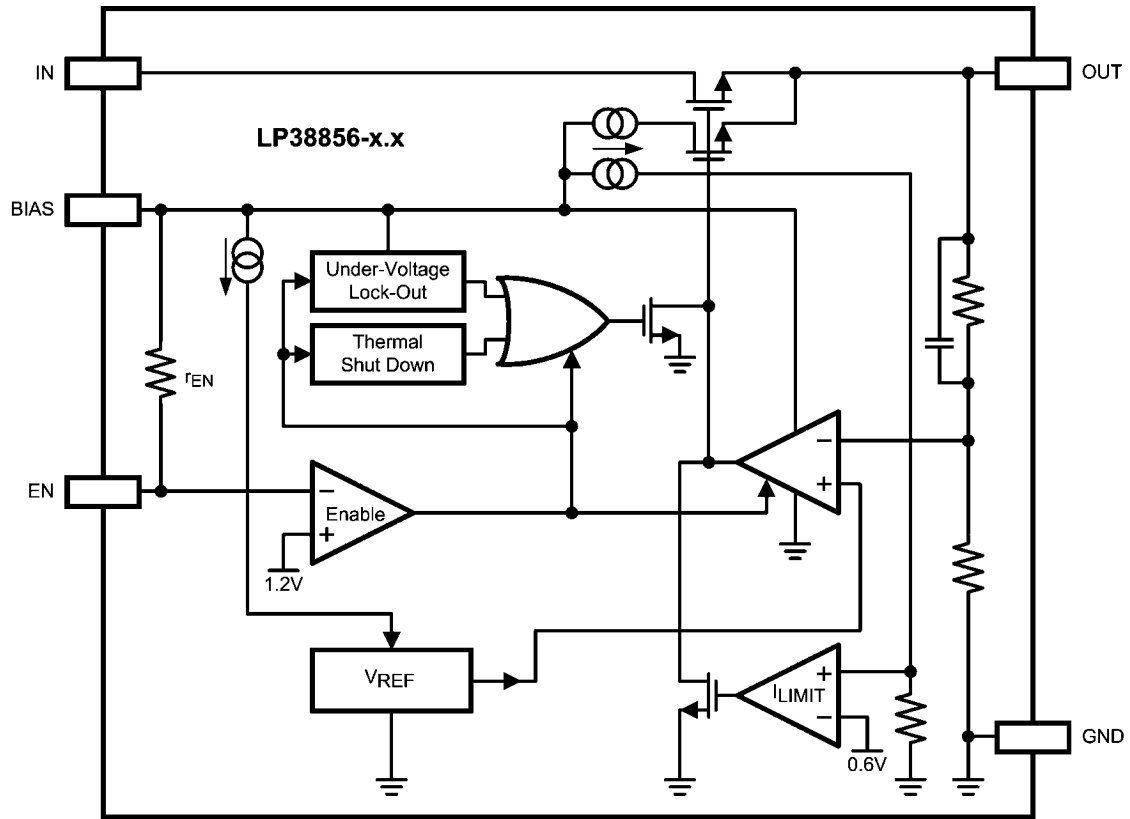 IN
OUT
LP38856-x.x
BIAS
Under-Voltage
Lock-Out
Thermal
Shut Down
rEN
EN
−
Enable
+
1.2V
−
+
VREF
+
ILIMIT
−
0.6V
GND